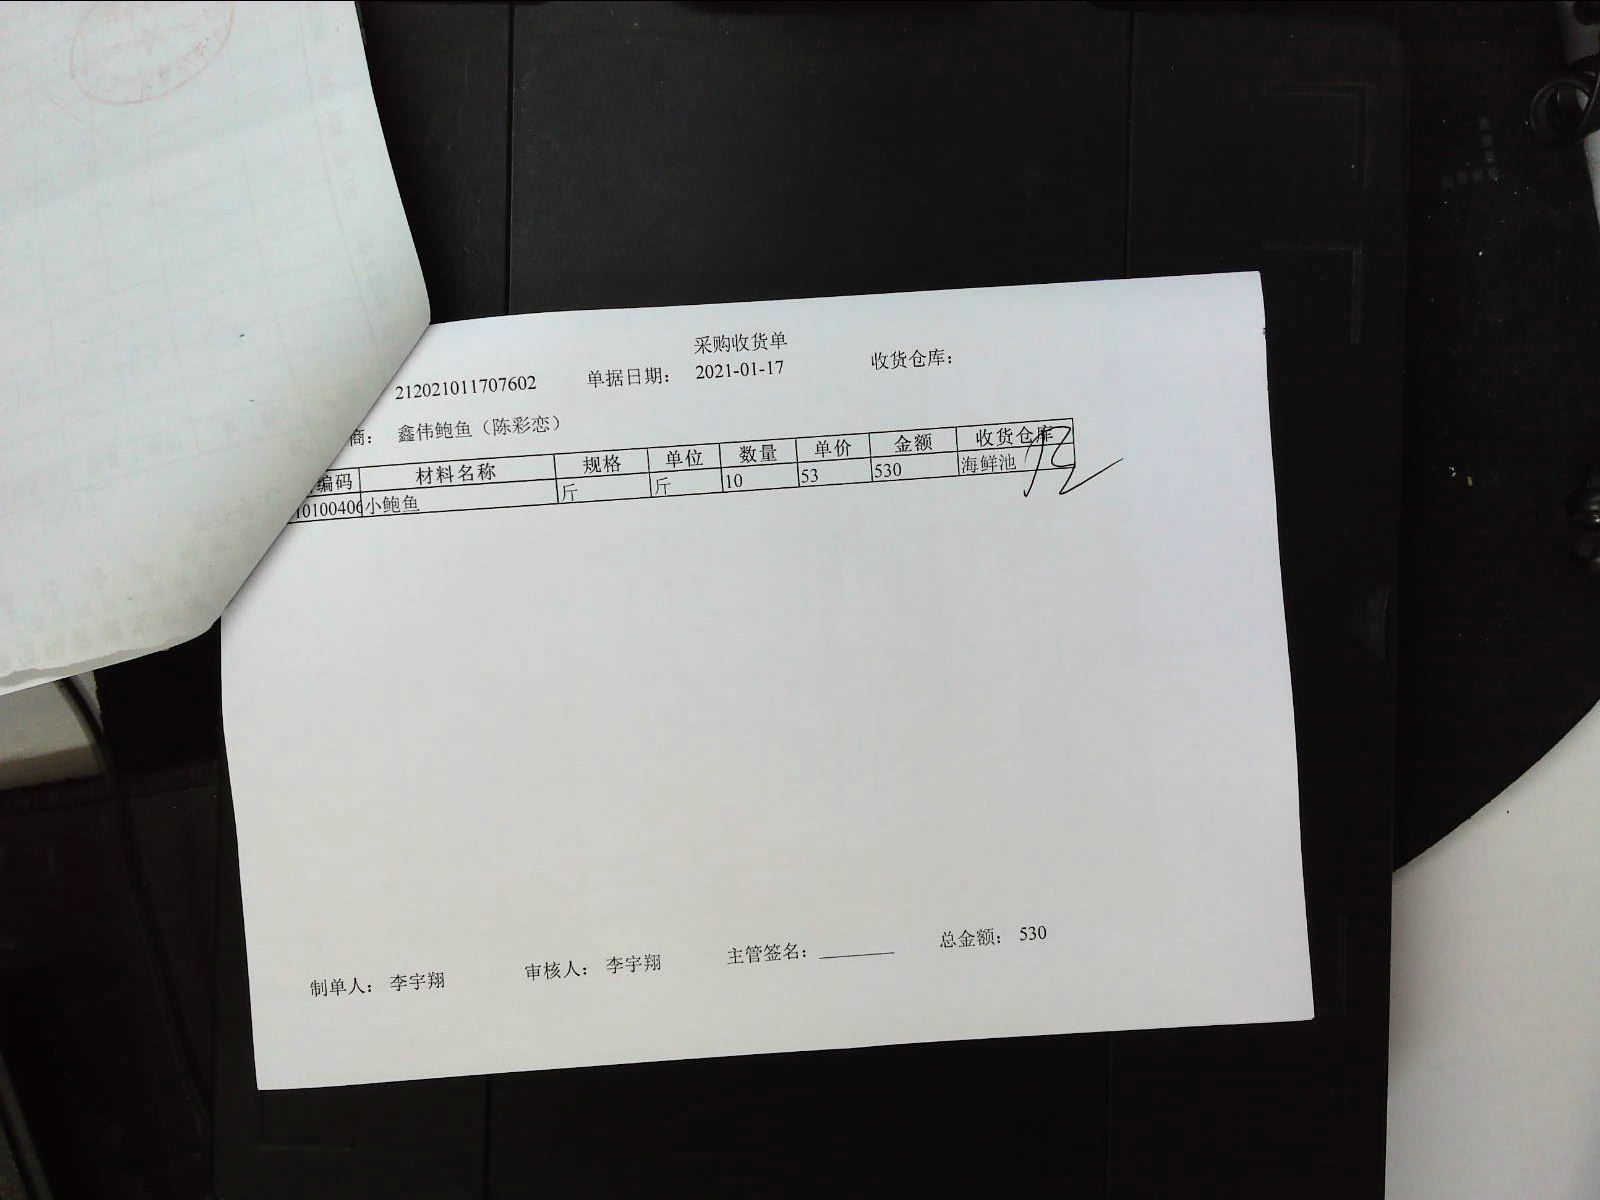 采购收货单
212021011707602 单据日期： 2021-01-17 收货仓库：
商： 鑫伟鲍鱼（陈彩恋）
编码 材料名称 规格 单位 数量 单价 金额 收货仓库
10100406 小鲍鱼 斤 斤 10 53 530 海鲜池
制单人： 李宇翔 审核人： 李宇翔 主管签名： 总金额： 530